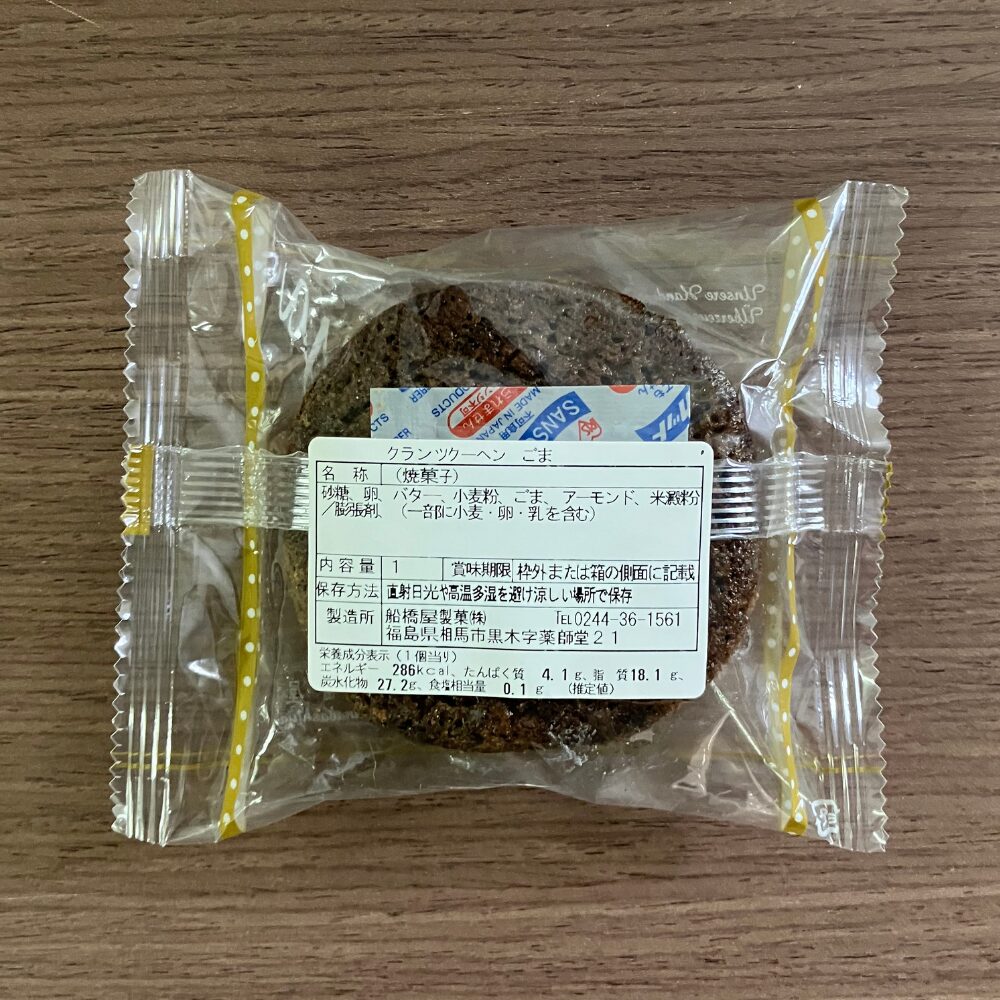 Unsere Hand
不可食用
MADE IN JAPAN
SANS
クランツクーヘン ごま
名 称 (焼菓子)
砂糖、卵、バター、小麦粉、ごま、アーモンド、米澱粉
/膨張剤、(一部に小麦・卵・乳を含む)
内容量 1 賞味期限 枠外または箱の側面に記載
保存方法 直射日光や高温多湿を避け涼しい場所で保存
製造所 船橋屋製菓㈱ TEL0244-36-1561
福島県相馬市黒木字薬師堂21
栄養成分表示(1個当り)
エネルギー 286kcal、たんぱく質 4.1g、脂 質18.1g、
炭水化物 27.2g、食塩相当量 0.1g (推定値)